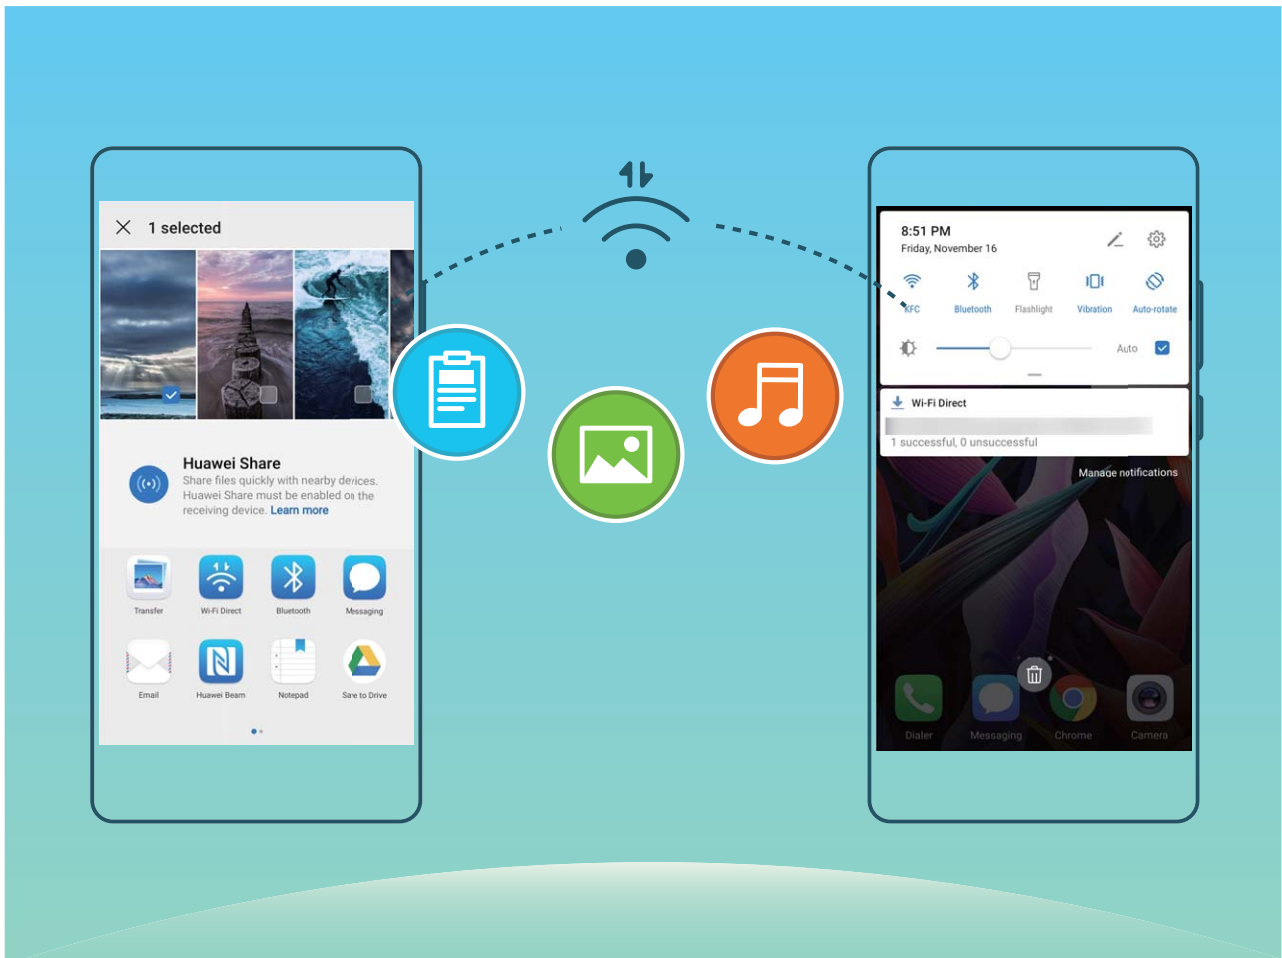 1 selected
Huawei Share
Share files quickly with nearby devices.
Huawei Share must be enabled on the
receiving device. Learn more
Transfer
Wi-Fi Direct
Bluetooth
Messaging
Email
Huawei Beam
Notepad
Save to Drive
8:51 PM
Friday, November 16
KFC
Bluetooth
Flashlight
Vibration
Auto-rotate
Auto
Wi-Fi Direct
1 successful, 0 unsuccessful
Manage notifications
Dialer
Messaging
Chrome
Camera